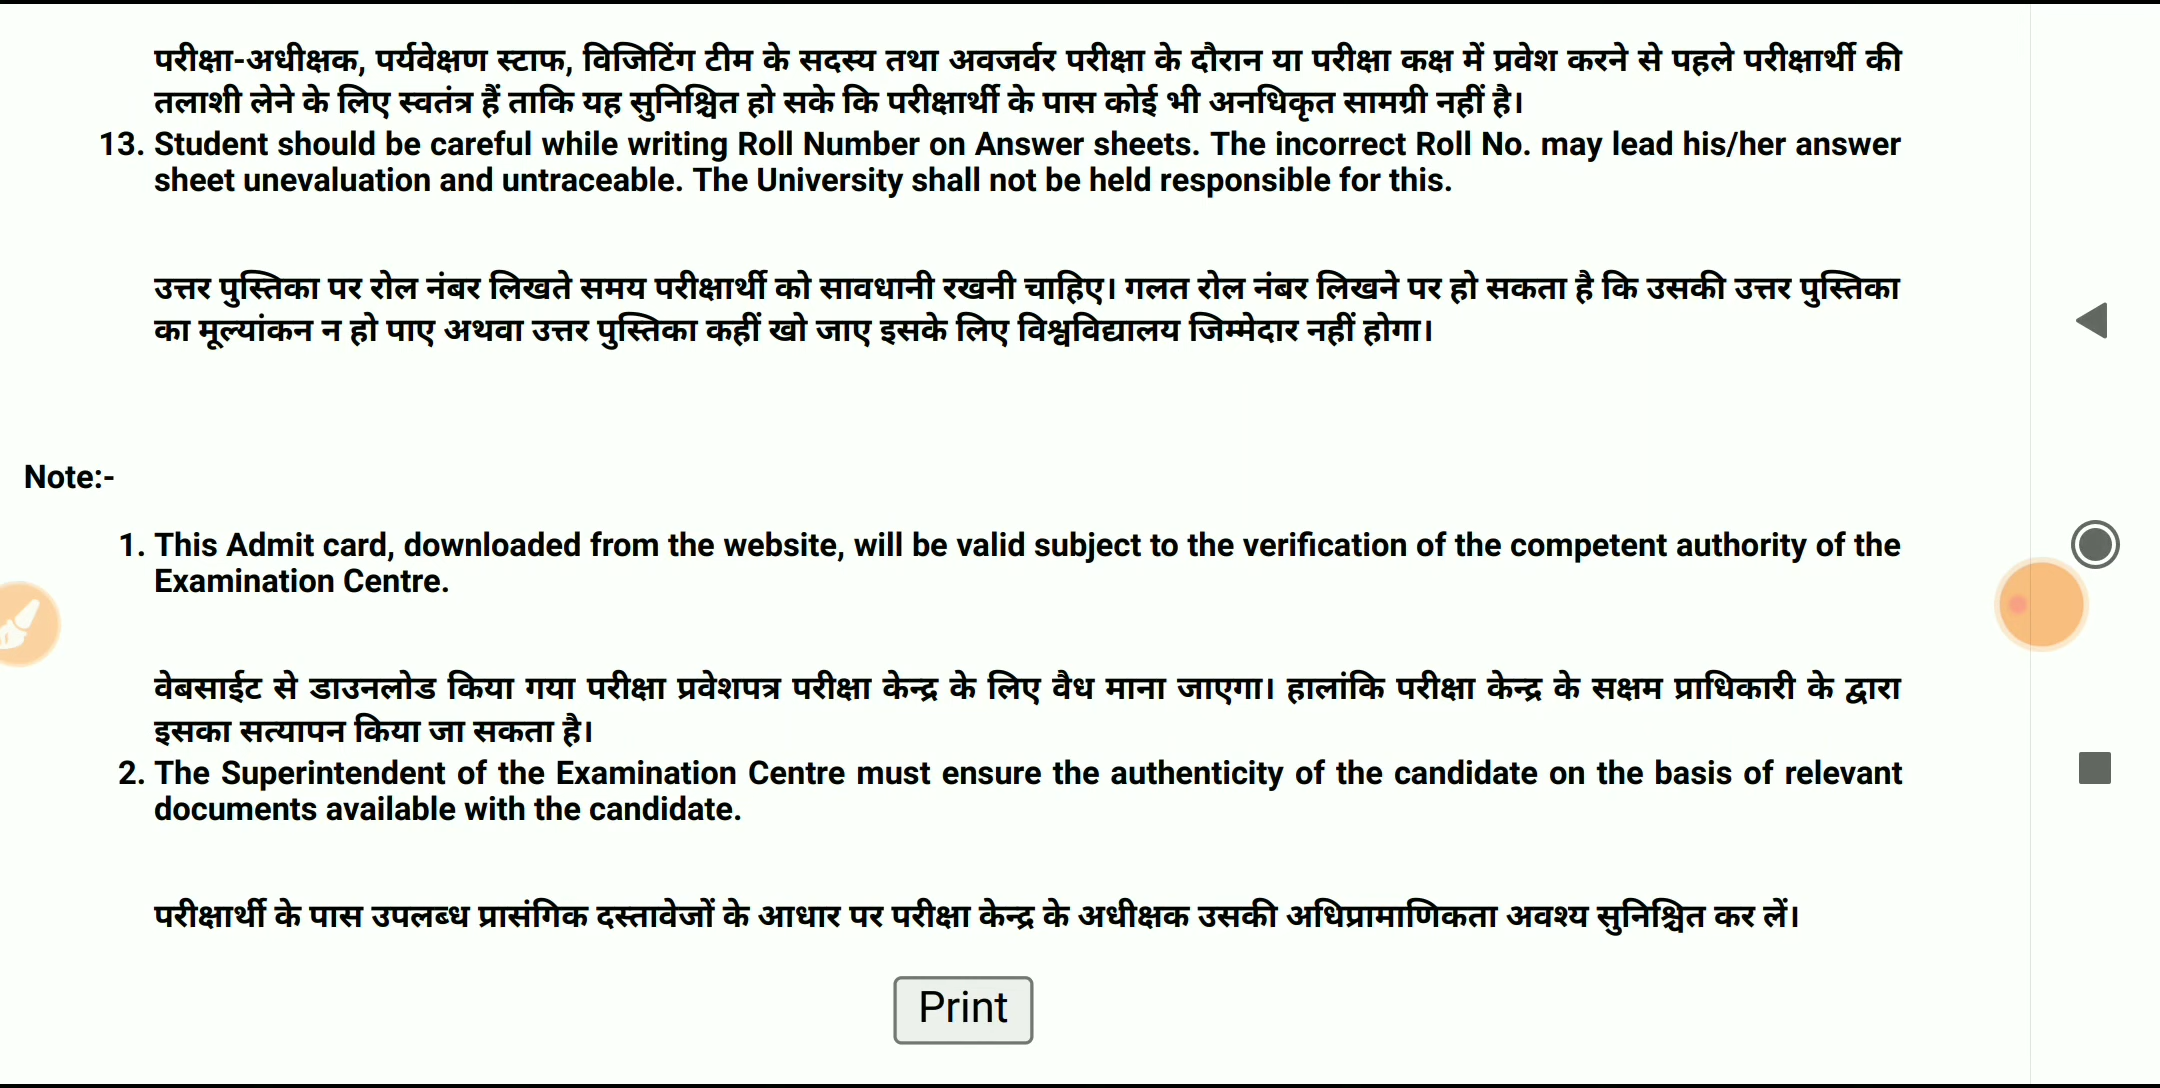 परीक्षा-अधीक्षक, पर्यवेक्षण स्टाफ, विजिटिंग टीम के सदस्य तथा अवजर्वर परीक्षा के दौरान या परीक्षा कक्ष में प्रवेश करने से पहले परीक्षार्थी की
तलाशी लेने के लिए स्वतंत्र हैं ताकि यह सुनिश्चित हो सके कि परीक्षार्थी के पास कोई भी अनधिकृत सामग्री नहीं है।
13. Student should be careful while writing Roll Number on Answer sheets. The incorrect Roll No. may lead his/her answer
sheet unevaluation and untraceable. The University shall not be held responsible for this.
उत्तर पुस्तिका पर रोल नंबर लिखते समय परीक्षार्थी को सावधानी रखनी चाहिए। गलत रोल नंबर लिखने पर हो सकता है कि उसकी उत्तर पुस्तिका
का मूल्यांकन न हो पाए अथवा उत्तर पुस्तिका कहीं खो जाए इसके लिए विश्वविद्यालय जिम्मेदार नहीं होगा।
Note:-
1. This Admit card, downloaded from the website, will be valid subject to the verification of the competent authority of the
Examination Centre.
वेबसाईट से डाउनलोड किया गया परीक्षा प्रवेशपत्र परीक्षा केन्द्र के लिए वैध माना जाएगा। हालांकि परीक्षा केन्द्र के सक्षम प्राधिकारी के द्वारा
इसका सत्यापन किया जा सकता है।
2. The Superintendent of the Examination Centre must ensure the authenticity of the candidate on the basis of relevant
documents available with the candidate.
परीक्षार्थी के पास उपलब्ध प्रासंगिक दस्तावेजों के आधार पर परीक्षा केन्द्र के अधीक्षक उसकी अधिप्रामाणिकता अवश्य सुनिश्चित कर लें।
Print